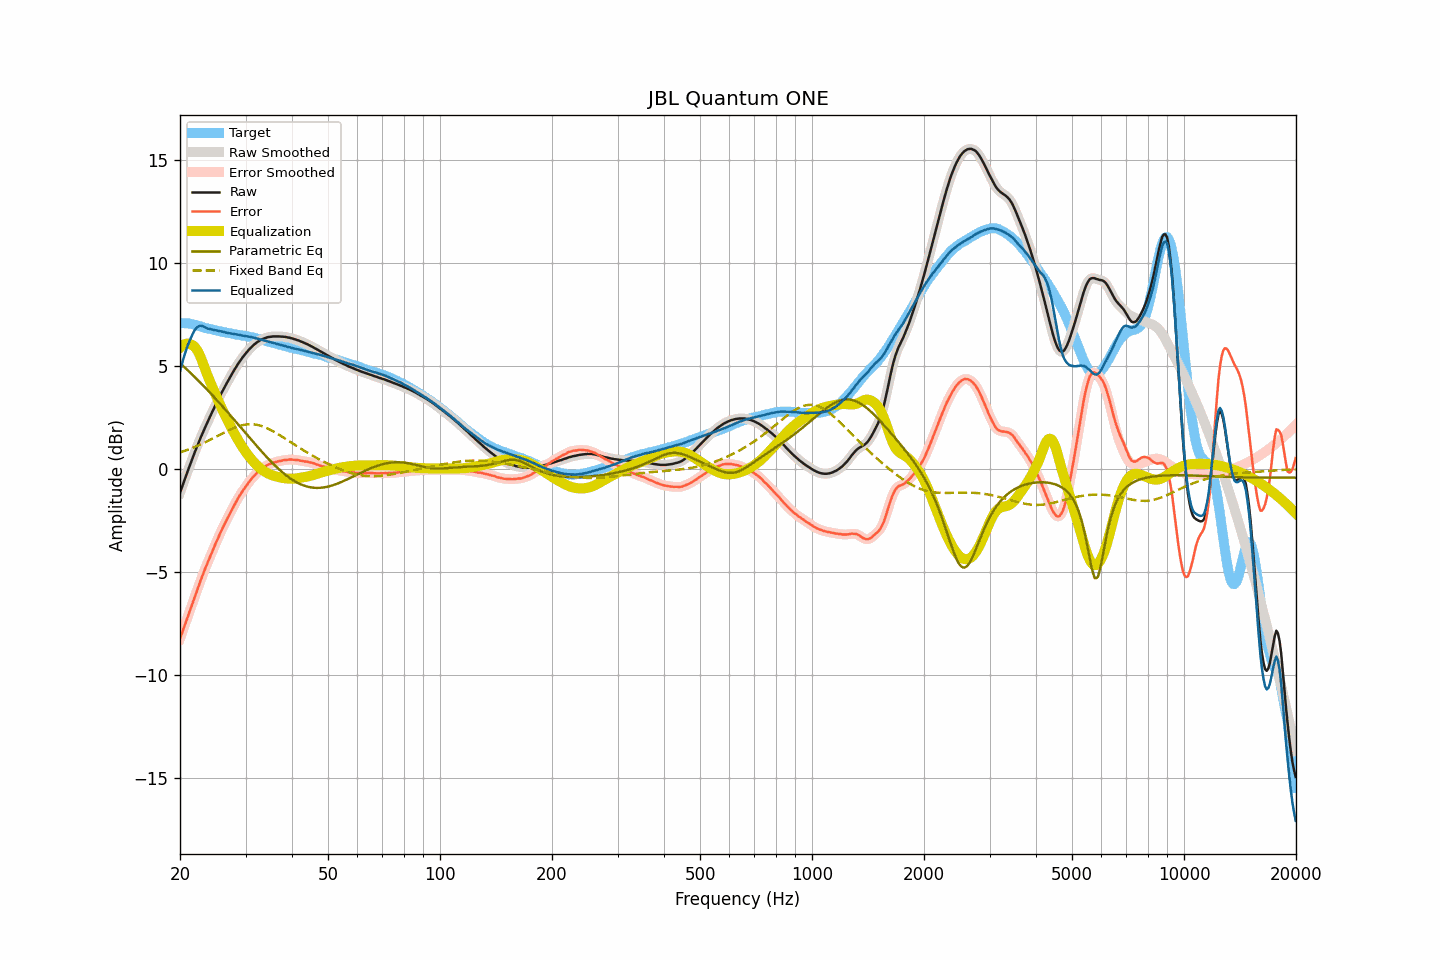 JBL Quantum ONE
Target
Raw Smoothed
Error Smoothed
Raw
Error
Equalization
Parametric Eq
Fixed Band Eq
Equalized
15
10
5
0
−5
−10
−15
Amplitude (dBr)
20 50 100 200 500 1000 2000 5000 10000 20000
Frequency (Hz)